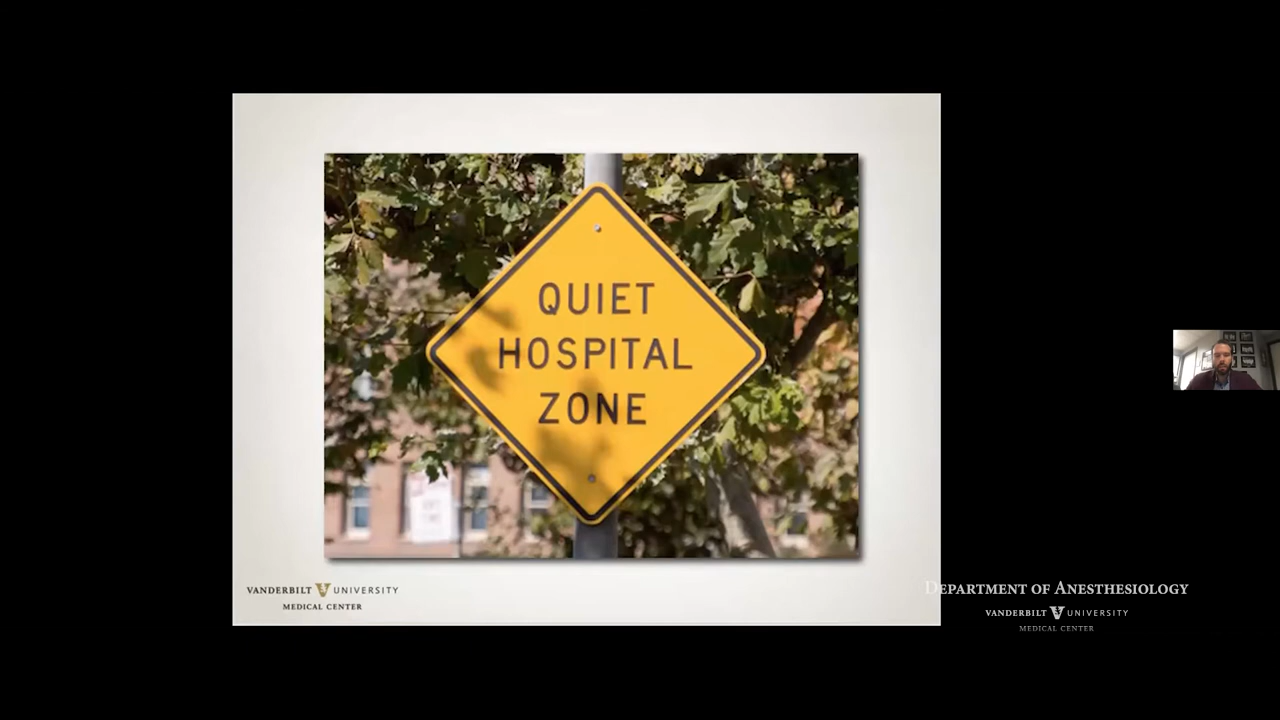 QUIET
HOSPITAL
ZONE
VANDERBILT UNIVERSITY
MEDICAL CENTER
DEPARTMENT OF ANESTHESIOLOGY
VANDERBILT UNIVERSITY
MEDICAL CENTER